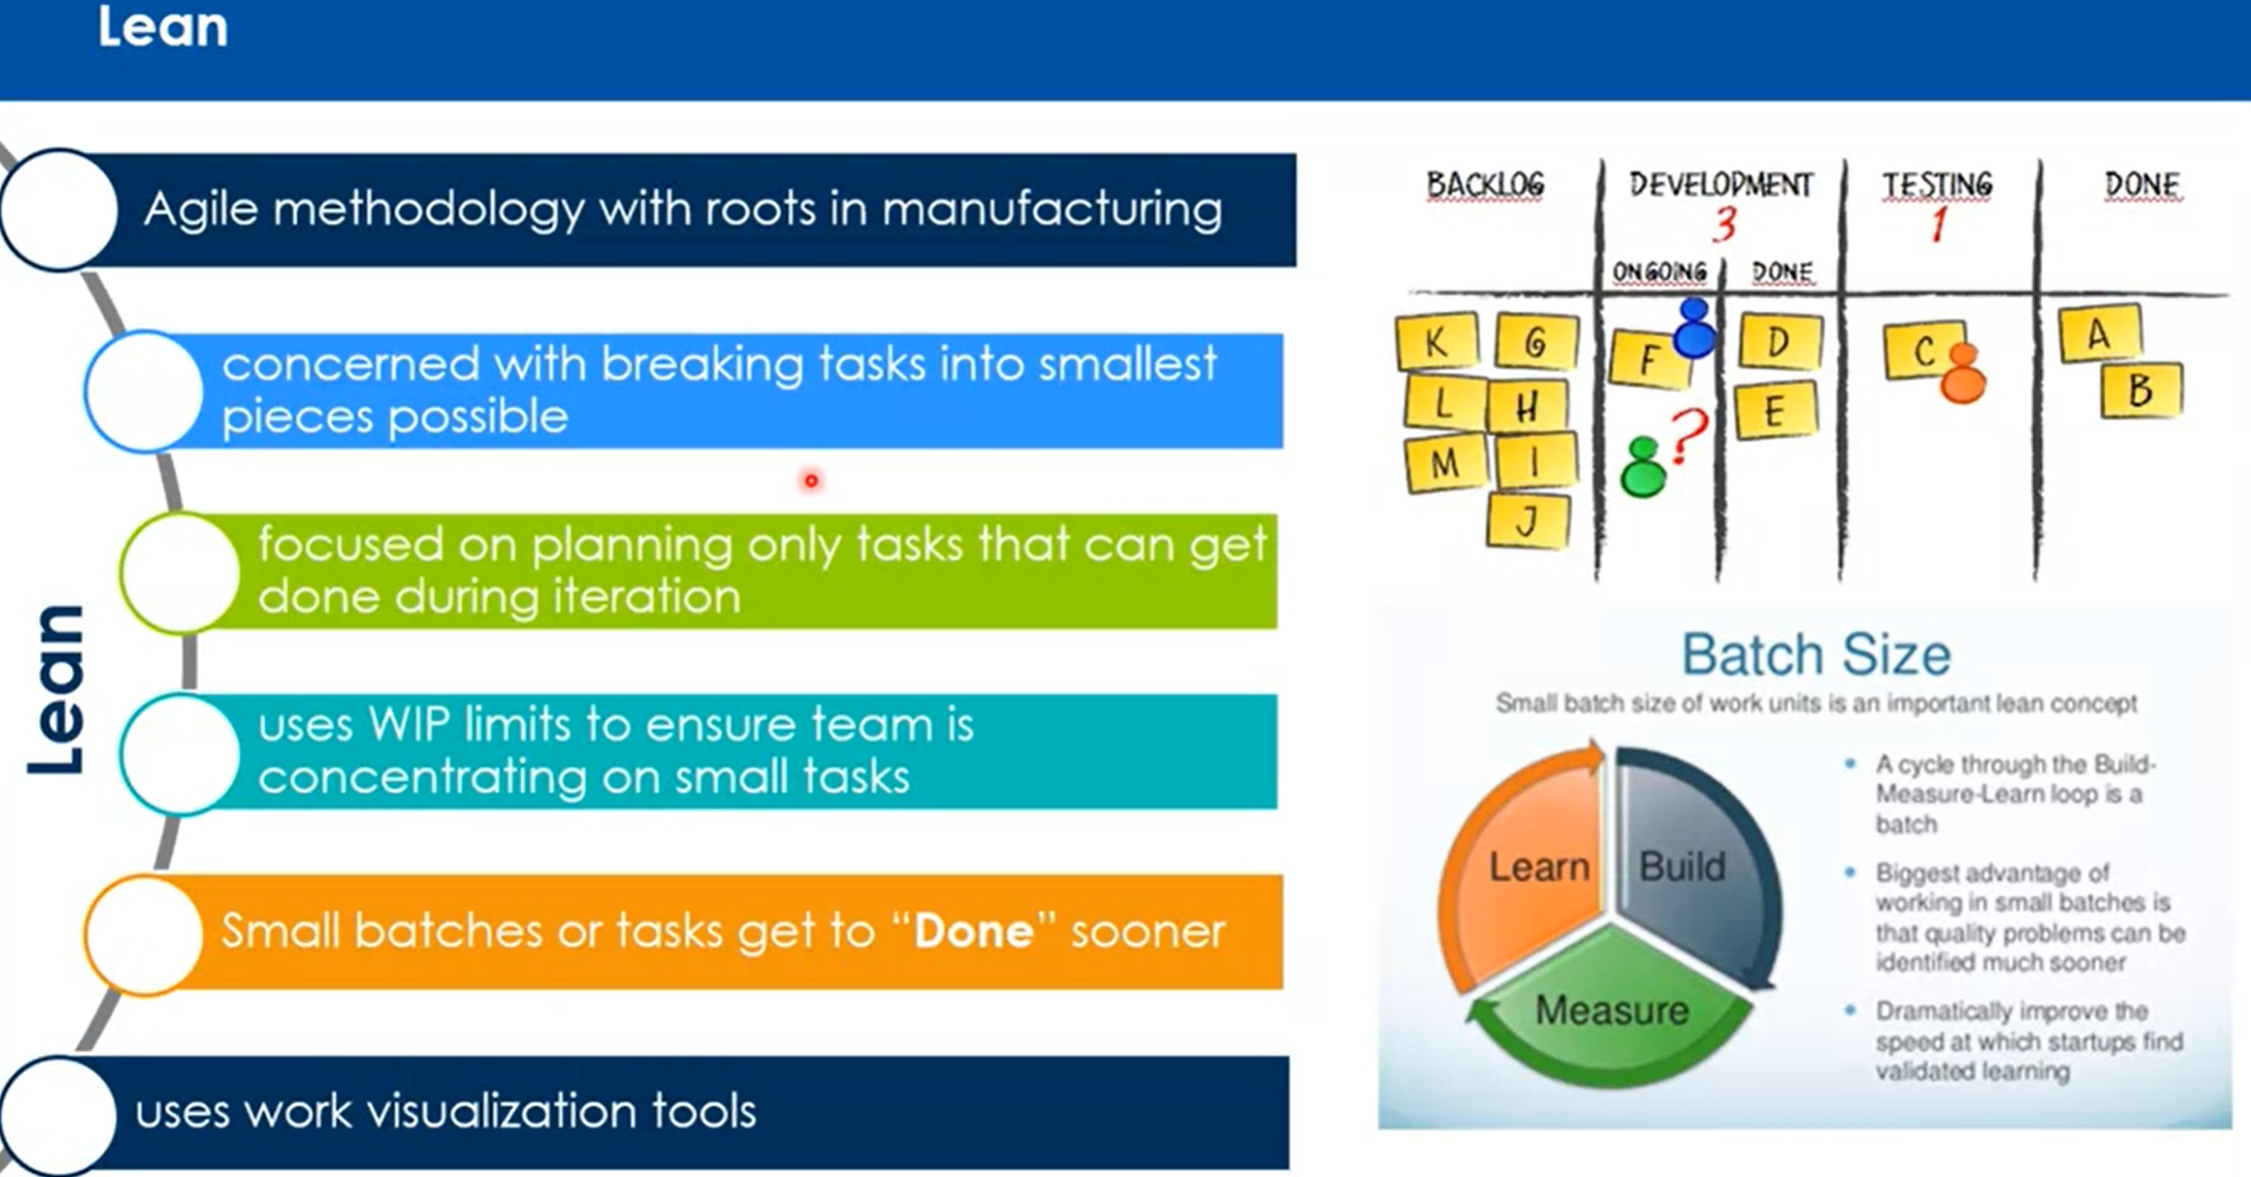 Lean
Lean
Agile methodology with roots in manufacturing
concerned with breaking tasks into smallest
pieces possible
focused on planning only tasks that can get
done during iteration
uses WIP limits to ensure team is
concentrating on small tasks
Small batches or tasks get to “Done” sooner
uses work visualization tools
BACKLOG DEVELOPMENT TESTING DONE
3 1
ONGOING DONE
K G F D C A
L H E B
M I ?
J
Batch Size
Small batch size of work units is an important lean concept
Learn Build
Measure
• A cycle through the Build-
Measure-Learn loop is a
batch
• Biggest advantage of
working in small batches is
that quality problems can be
identified much sooner
• Dramatically improve the
speed at which startups find
validated learning